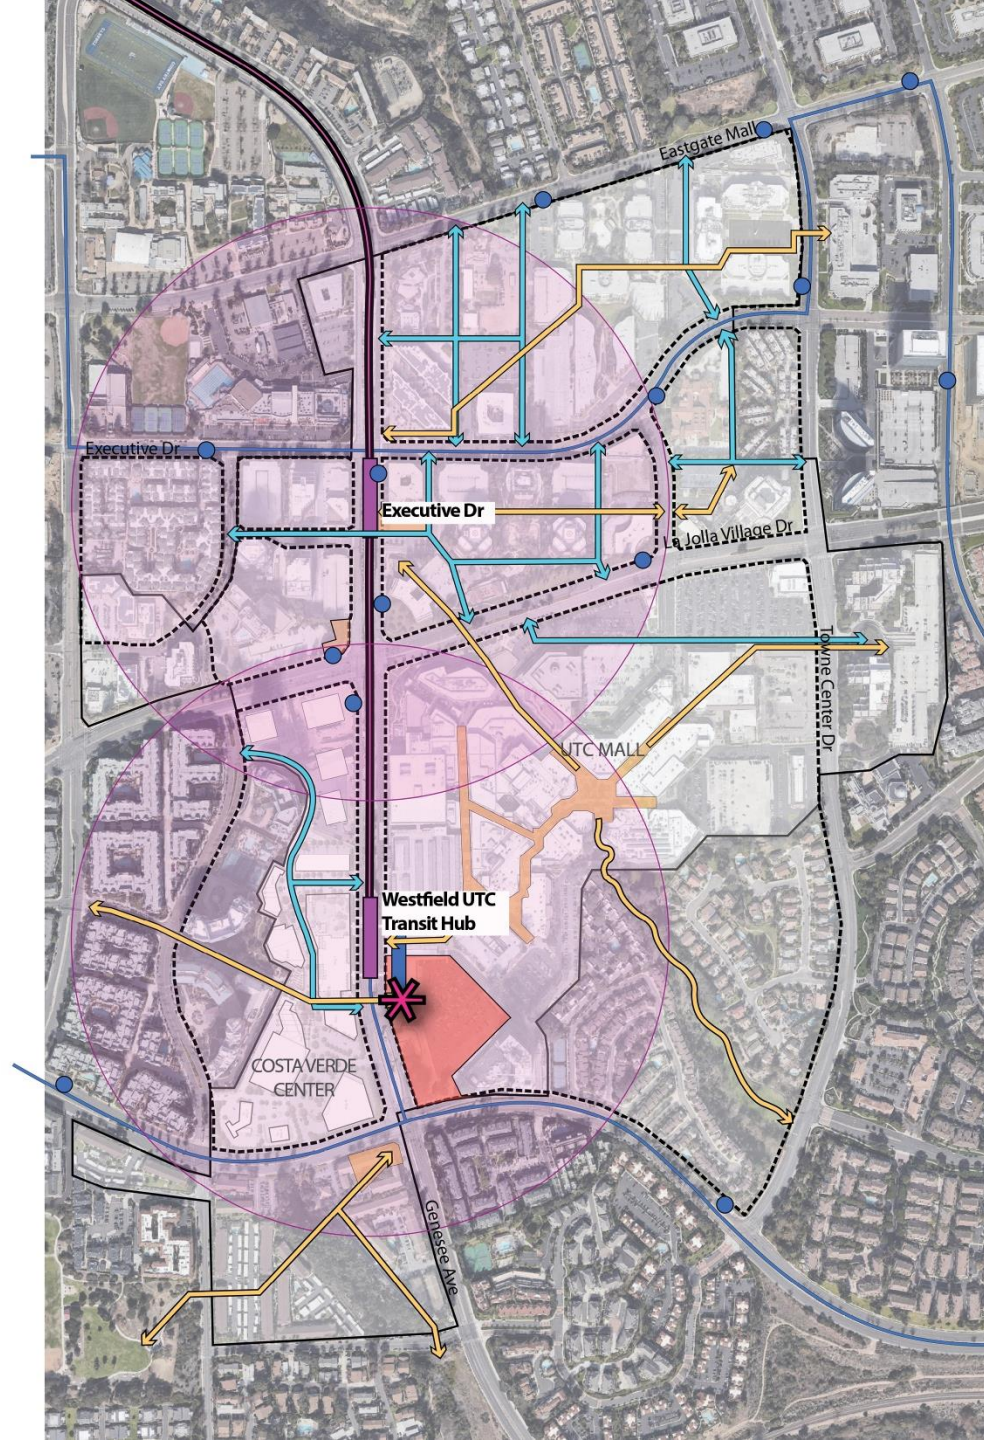 Eastgate Mall
Executive Dr
Executive Dr
La Jolla Village Dr
Towne Center Dr
UTC MALL
Westfield UTC
Transit Hub
COSTA VERDE
CENTER
Genesee Ave